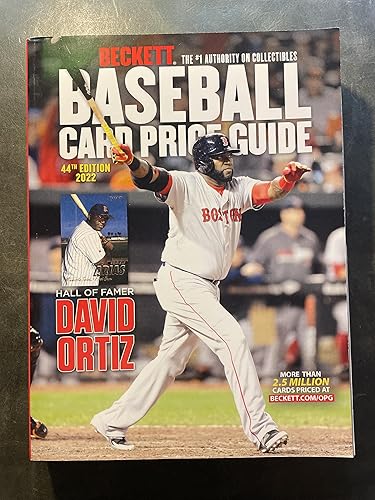 BECKETT® THE #1 AUTHORITY ON COLLECTIBLES
BASEBALL
CARD PRICE GUIDE
44TH EDITION
2022
ARIAS
BOSTON
HALL OF FAMER
DAVID
ORTIZ
MORE THAN
2.5 MILLION
CARDS PRICED AT
BECKETT.COM/OPG